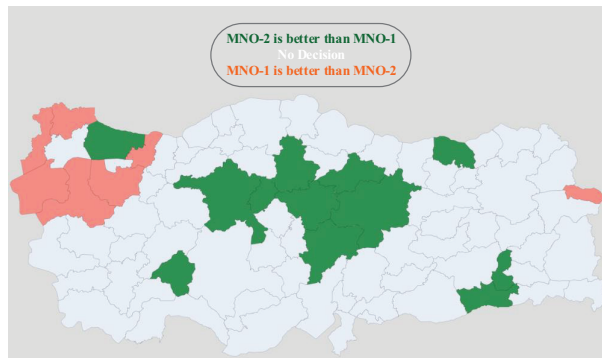 MNO-2 is better than MNO-1
No Decision
MNO-1 is better than MNO-2